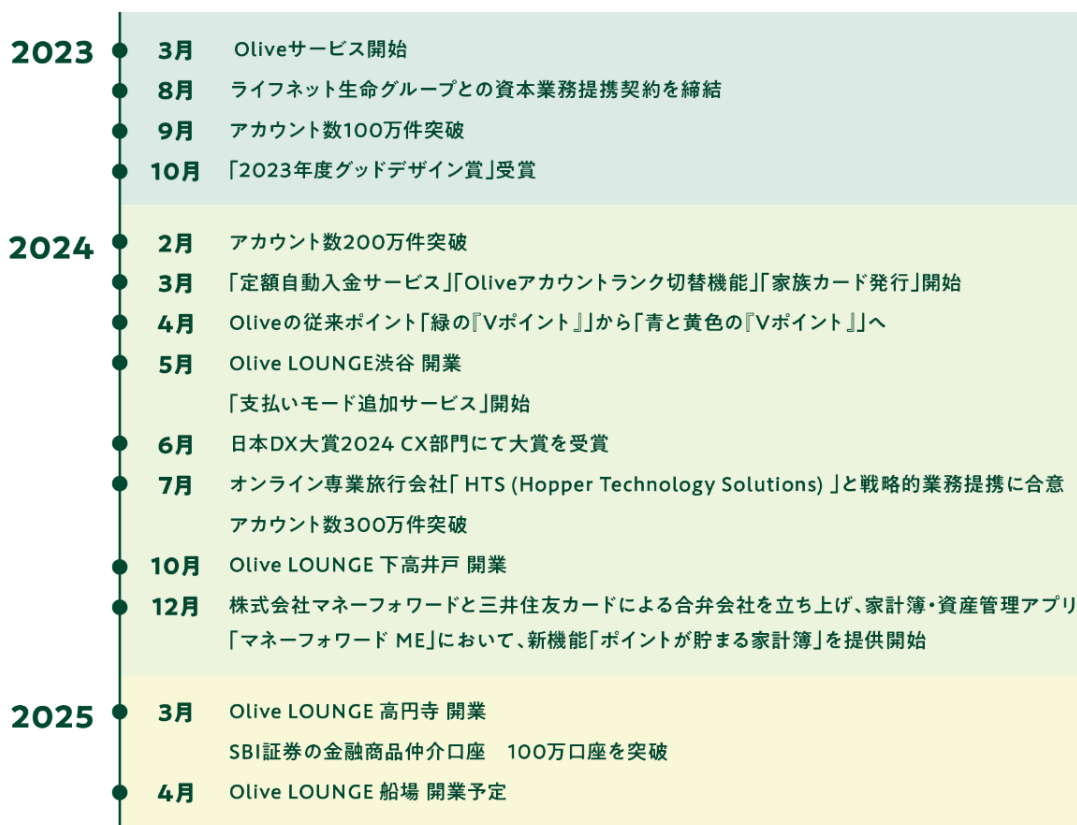 2023
3月 Oliveサービス開始
8月 ライフネット生命グループとの資本業務提携契約を締結
9月 アカウント数100万件突破
10月 「2023年度グッドデザイン賞」受賞
2024
2月 アカウント数200万件突破
3月 「定額自動入金サービス」「Oliveアカウントランク切替機能」「家族カード発行」開始
4月 Oliveの従来ポイント「緑の『Vポイント』」から「青と黄色の『Vポイント』」へ
5月 Olive LOUNGE渋谷 開業
「支払いモード追加サービス」開始
6月 日本DX大賞2024 CX部門にて大賞を受賞
7月 オンライン専業旅行会社「 HTS (Hopper Technology Solutions) 」と戦略的業務提携に合意
アカウント数300万件突破
10月 Olive LOUNGE 下高井戸 開業
12月 株式会社マネーフォワードと三井住友カードによる合弁会社を立ち上げ、家計簿・資産管理アプリ
「マネーフォワード ME」において、新機能「ポイントが貯まる家計簿」を提供開始
2025
3月 Olive LOUNGE 高円寺 開業
SBI証券の金融商品仲介口座　100万口座を突破
4月 Olive LOUNGE 船場 開業予定